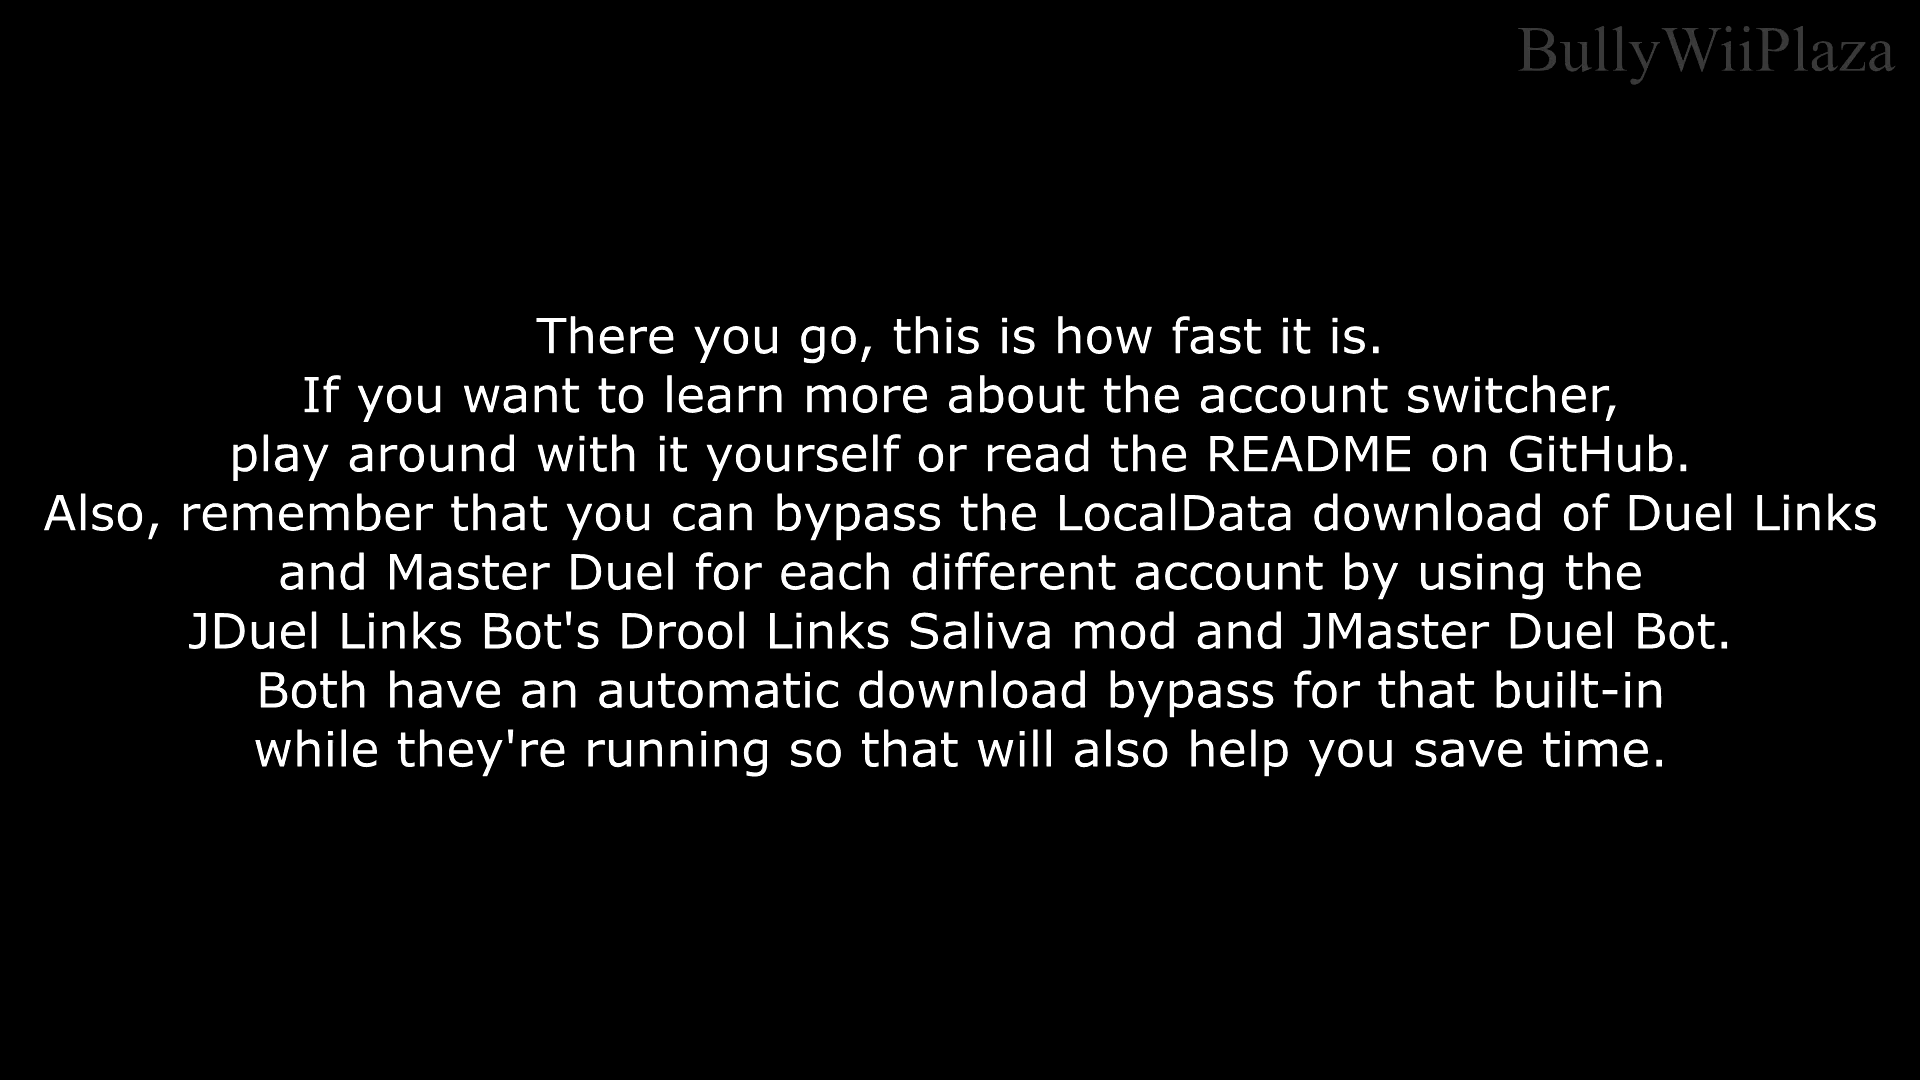 BullyWiiPlaza
There you go, this is how fast it is.
If you want to learn more about the account switcher,
play around with it yourself or read the README on GitHub.
Also, remember that you can bypass the LocalData download of Duel Links
and Master Duel for each different account by using the
JDuel Links Bot's Drool Links Saliva mod and JMaster Duel Bot.
Both have an automatic download bypass for that built-in
while they're running so that will also help you save time.